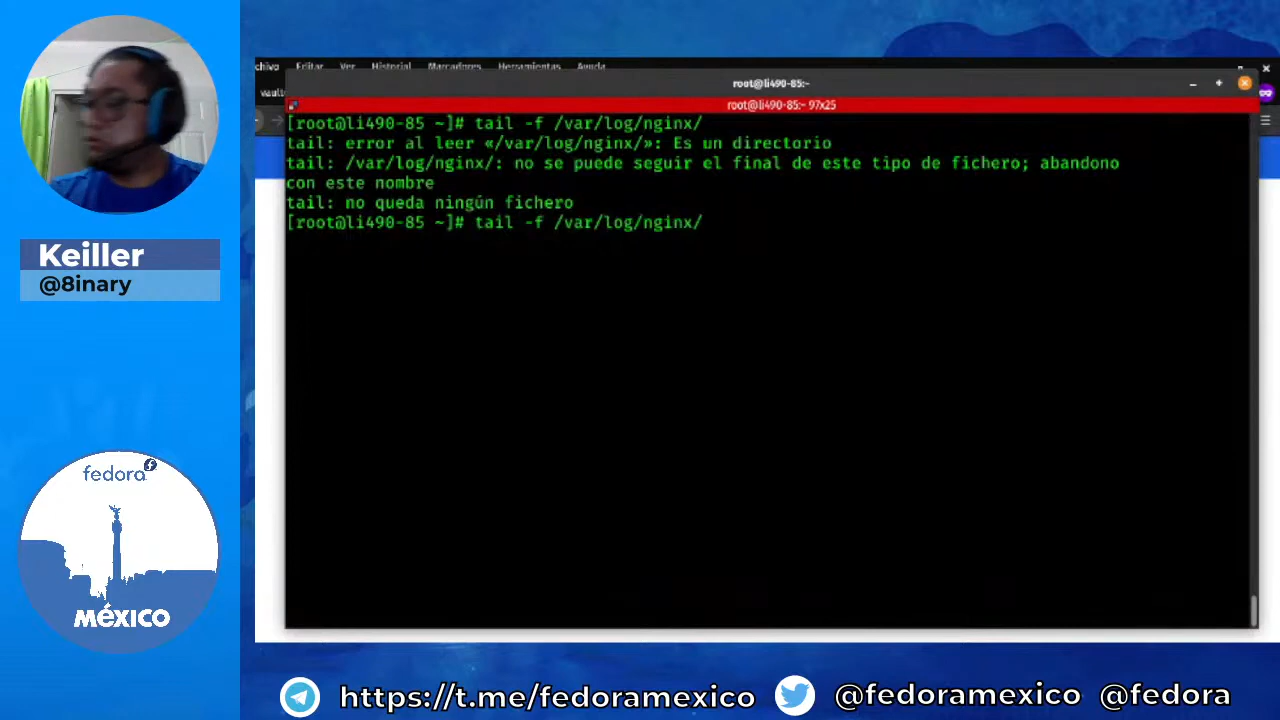 Keiller
@8inary
fedora
MÉXICO
Archivo Editar Ver Historial Marcadores Herramientas Ayuda
root@li490-85:~
root@li490-85:~ 97x25
[root@li490-85 ~]# tail -f /var/log/nginx/
tail: error al leer «/var/log/nginx/»: Es un directorio
tail: /var/log/nginx/: no se puede seguir el final de este tipo de fichero; abandono
con este nombre
tail: no queda ningún fichero
[root@li490-85 ~]# tail -f /var/log/nginx/
https://t.me/fedoramexico @fedoramexico @fedora